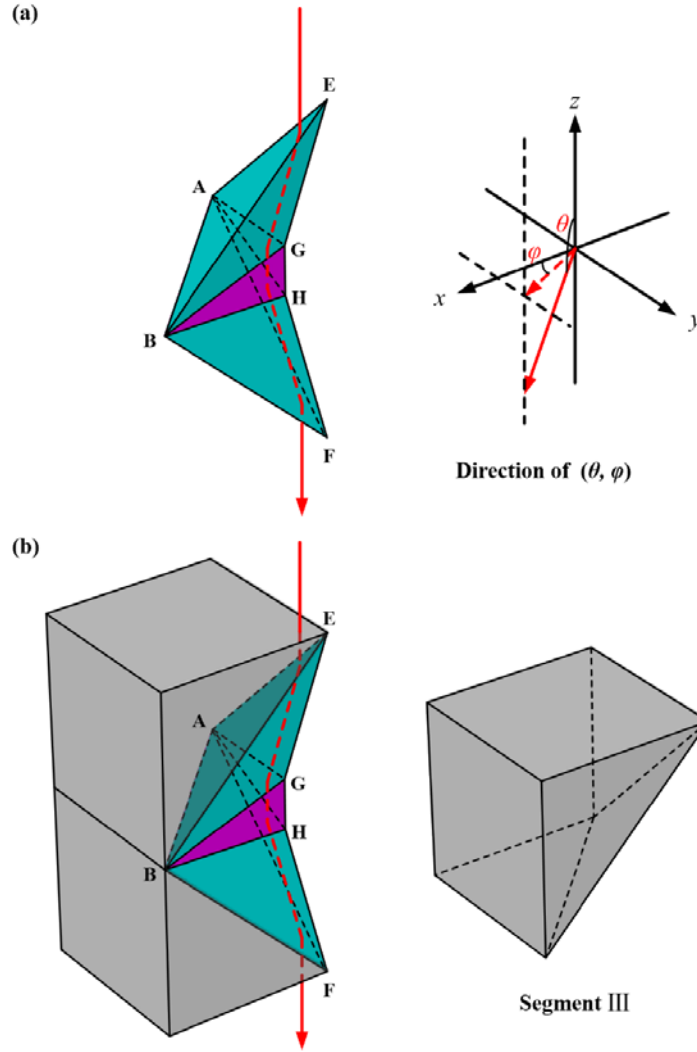 (a)
E
A
G
H
B
F
z
θ
φ
x
y
Direction of (θ, φ)
(b)
E
A
G
H
B
F
Segment III